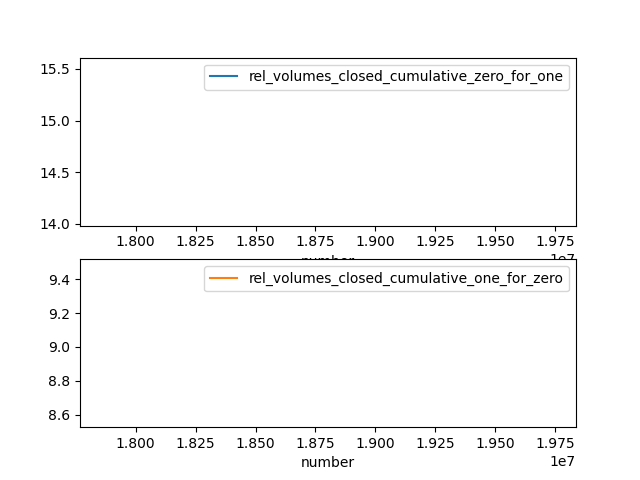 rel_volumes_closed_cumulative_zero_for_one
15.5
15.0
14.5
14.0
1.800 1.825 1.850 1.875 1.900 1.925 1.950 1.975
number
1e7
rel_volumes_closed_cumulative_one_for_zero
9.4
9.2
9.0
8.8
8.6
1.800 1.825 1.850 1.875 1.900 1.925 1.950 1.975
number
1e7